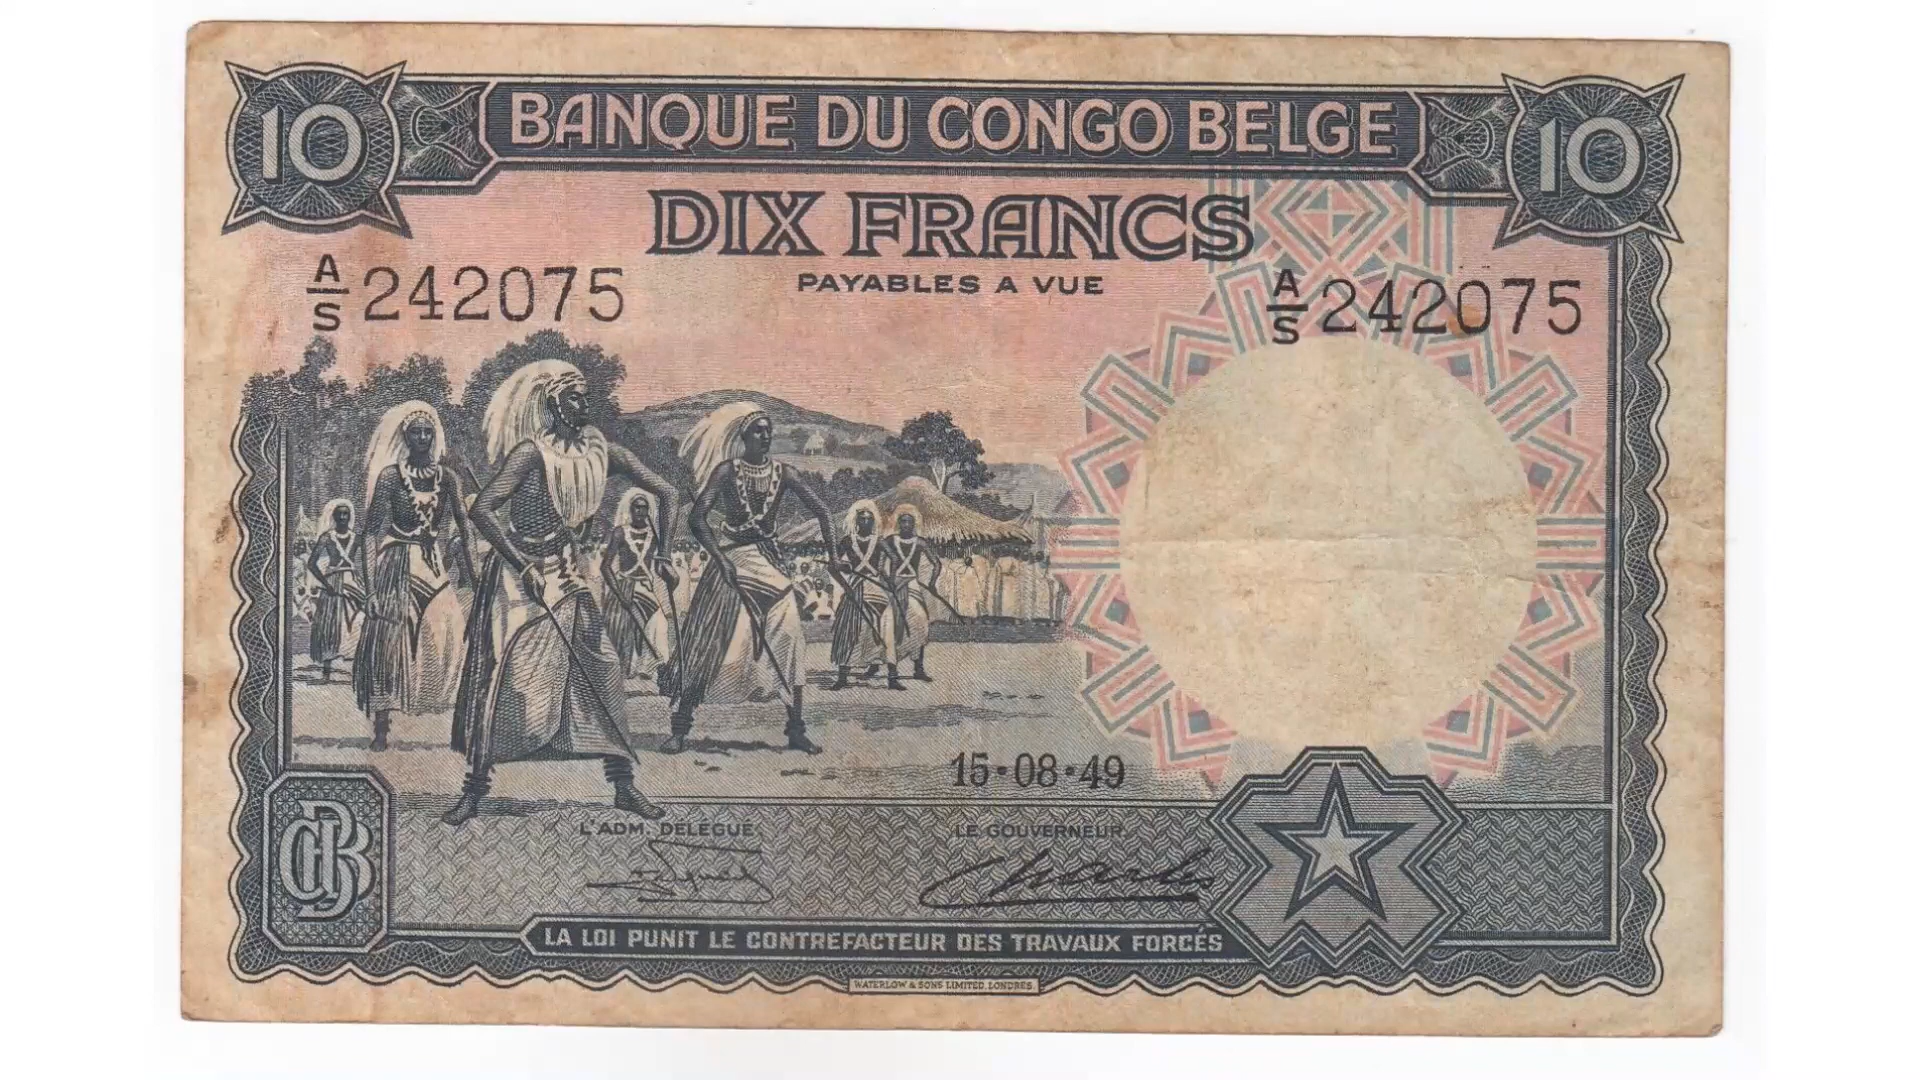 10 BANQUE DU CONGO BELGE 10
DIX FRANCS
PAYABLES A VUE
A/S 242075 A/S 242075
15·08·49
L'ADM. DÉLÉGUÉ LE GOUVERNEUR
CB
LA LOI PUNIT LE CONTREFACTEUR DES TRAVAUX FORCÉS
WATERLOW & SONS LIMITED, LONDRES.